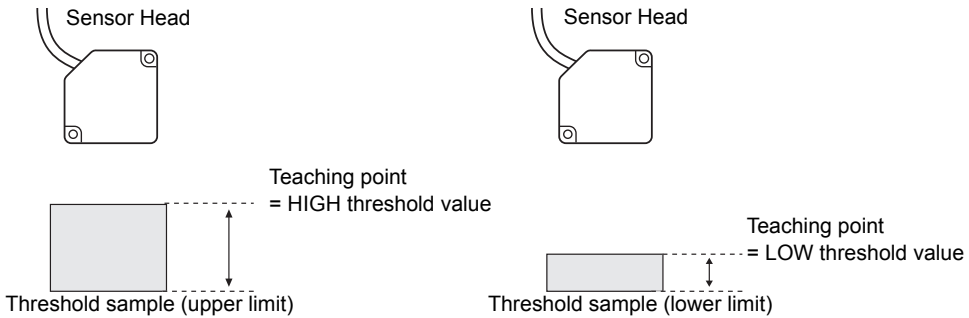 Sensor Head
Teaching point
= HIGH threshold value
Threshold sample (upper limit)
Sensor Head
Teaching point
= LOW threshold value
Threshold sample (lower limit)